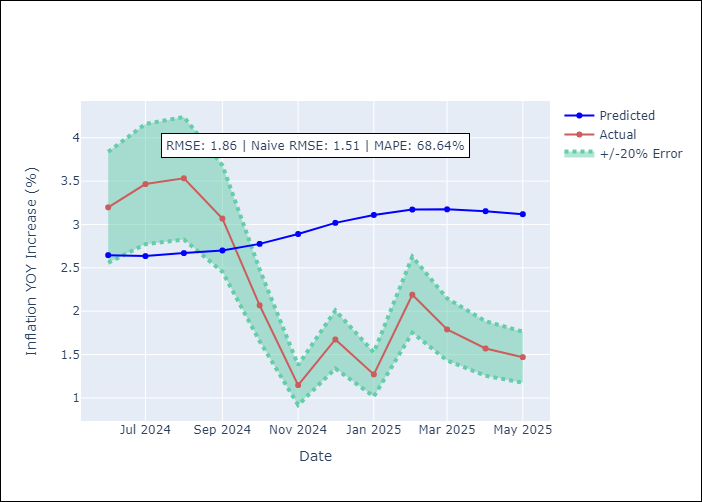 RMSE: 1.86 | Naive RMSE: 1.51 | MAPE: 68.64%
Predicted
Actual
+/-20% Error
Inflation YOY Increase (%)
4
3.5
3
2.5
2
1.5
1
Jul 2024
Sep 2024
Nov 2024
Jan 2025
Mar 2025
May 2025
Date